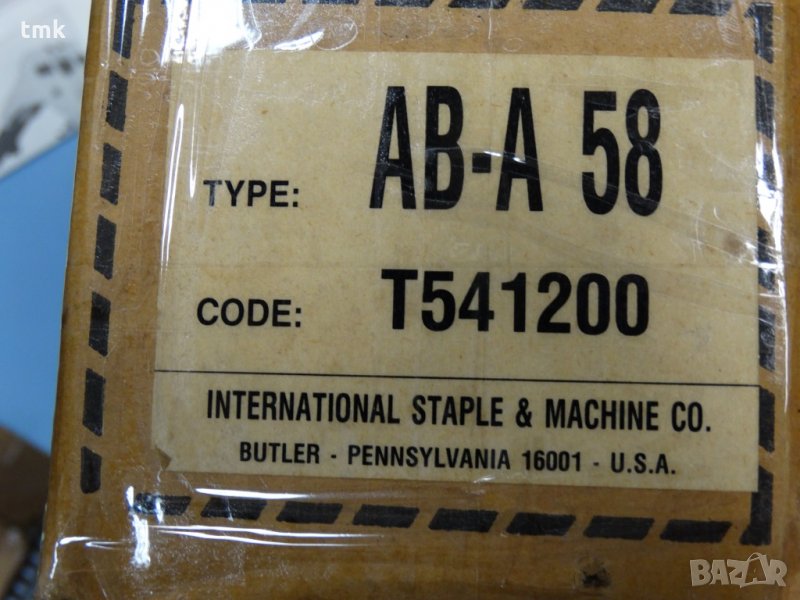 tmk
TYPE: AB-A 58
CODE: T541200
INTERNATIONAL STAPLE & MACHINE CO.
BUTLER - PENNSYLVANIA 16001 - U.S.A.
BAZAR